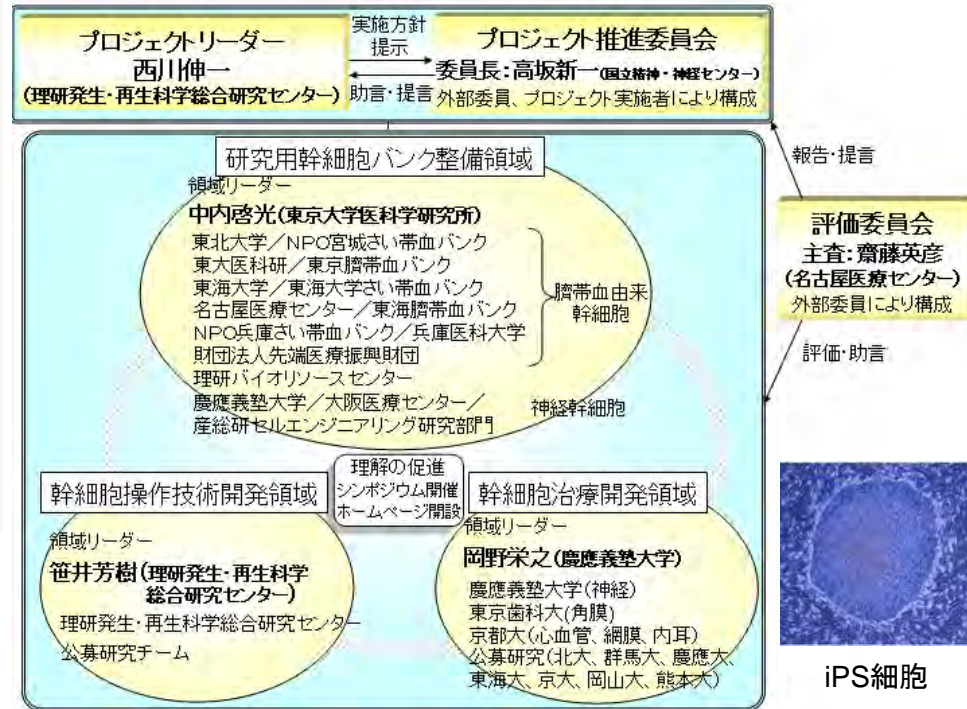 プロジェクトリーダー
西川伸一
(理研発生・再生科学総合研究センター)
実施方針
提示
助言・提言
プロジェクト推進委員会
委員長:高坂新一(国立精神・神経センター)
外部委員、プロジェクト実施者により構成
報告・提言
評価委員会
主査:齋藤英彦
(名古屋医療センター)
外部委員により構成
評価・助言
研究用幹細胞バンク整備領域
領域リーダー
中内啓光(東京大学医科学研究所)
東北大学/NPO宮城さい帯血バンク
東大医科研/東京臍帯血バンク
東海大学/東海大学さい帯血バンク
名古屋医療センター/東海臍帯血バンク
NPO兵庫さい帯血バンク/兵庫医科大学
財団法人先端医療振興財団
臍帯血由来
幹細胞
理研バイオリソースセンター
慶應義塾大学/大阪医療センター/
産総研セルエンジニアリング研究部門
神経幹細胞
理解の促進
シンポジウム開催
ホームページ開設
幹細胞操作技術開発領域
領域リーダー
笹井芳樹(理研発生・再生科学
総合研究センター)
理研発生・再生科学総合研究センター
公募研究チーム
幹細胞治療開発領域
領域リーダー
岡野栄之(慶應義塾大学)
慶應義塾大学(神経)
東京歯科大(角膜)
京都大(心血管、網膜、内耳)
公募研究(北大、群馬大、慶應大、
東海大、京大、岡山大、熊本大)
iPS細胞